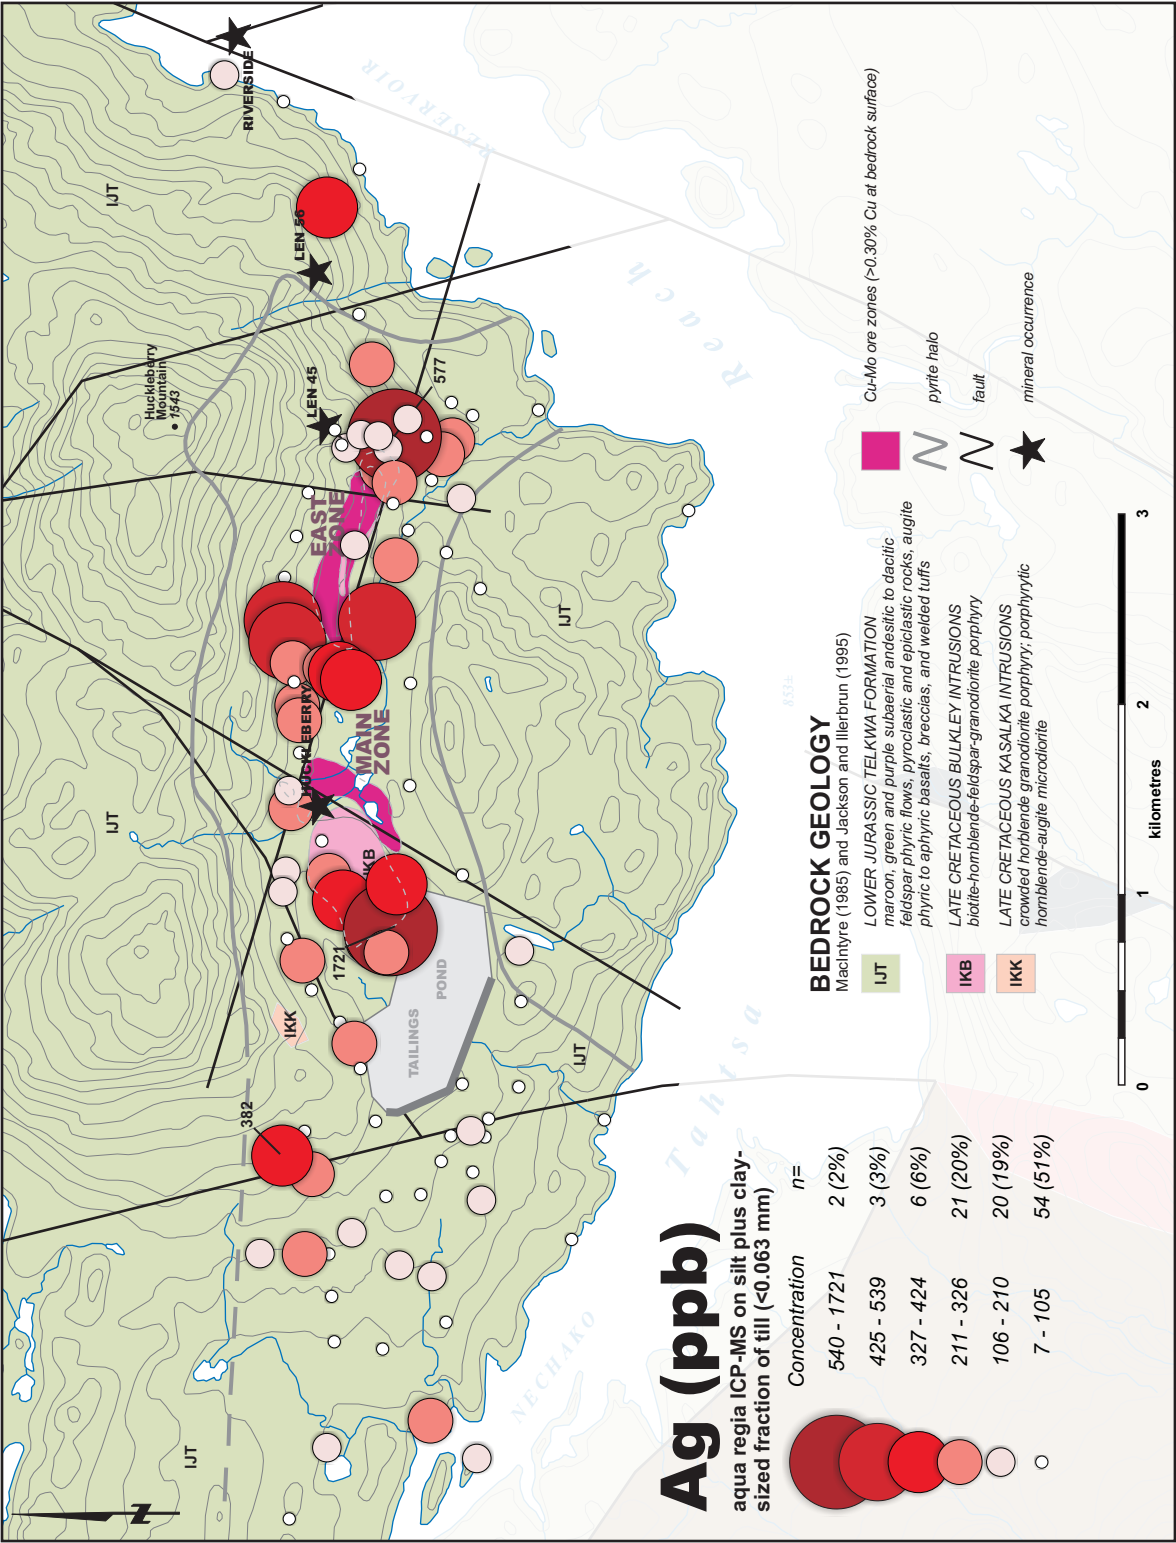 RIVERSIDE
RESERVOIR
IJT
LEN 56
Reach
Huckleberry
Mountain
1543
LEN 45
577
EAST
ZONE
IJT
HUCKLEBERRY
MAIN
ZONE
853±
IJT
IKB
1721
TAILINGS
POND
IKK
IJT
Tahtsa
382
NECHAKO
IJT
N
Ag (ppb)
aqua regia ICP-MS on silt plus clay-
sized fraction of till (<0.063 mm)
Concentration n=
540 - 1721 2 (2%)
425 - 539 3 (3%)
327 - 424 6 (6%)
211 - 326 21 (20%)
106 - 210 20 (19%)
7 - 105 54 (51%)
BEDROCK GEOLOGY
MacIntyre (1985) and Jackson and Illerbrun (1995)
IJT LOWER JURASSIC TELKWA FORMATION
maroon, green and purple subaerial andesitic to dacitic
feldspar phyric flows, pyroclastic and epiclastic rocks, augite
phyric to aphyric basalts, breccias, and welded tuffs
IKB LATE CRETACEOUS BULKLEY INTRUSIONS
biotite-hornblende-feldspar-granodiorite porphyry
IKK LATE CRETACEOUS KASALKA INTRUSIONS
crowded horblende granodiorite porphyry; porphyrytic
hornblende-augite microdiorite
Cu-Mo ore zones (>0.30% Cu at bedrock surface)
pyrite halo
fault
mineral occurrence
0 1 2 3
kilometres